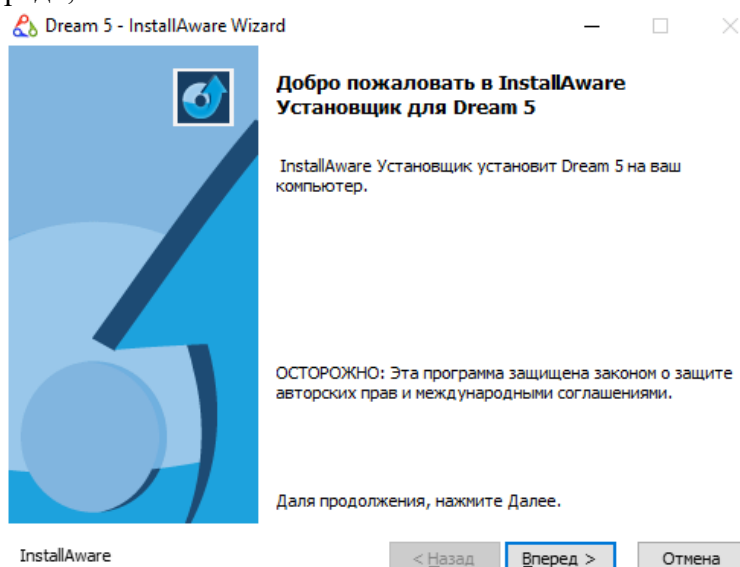 Dream 5 - InstallAware Wizard
Добро пожаловать в InstallAware
Установщик для Dream 5
InstallAware Установщик установит Dream 5 на ваш
компьютер.
ОСТОРОЖНО: Эта программа защищена законом о защите
авторских прав и международными соглашениями.
Даля продолжения, нажмите Далее.
InstallAware
< Назад
Вперед >
Отмена